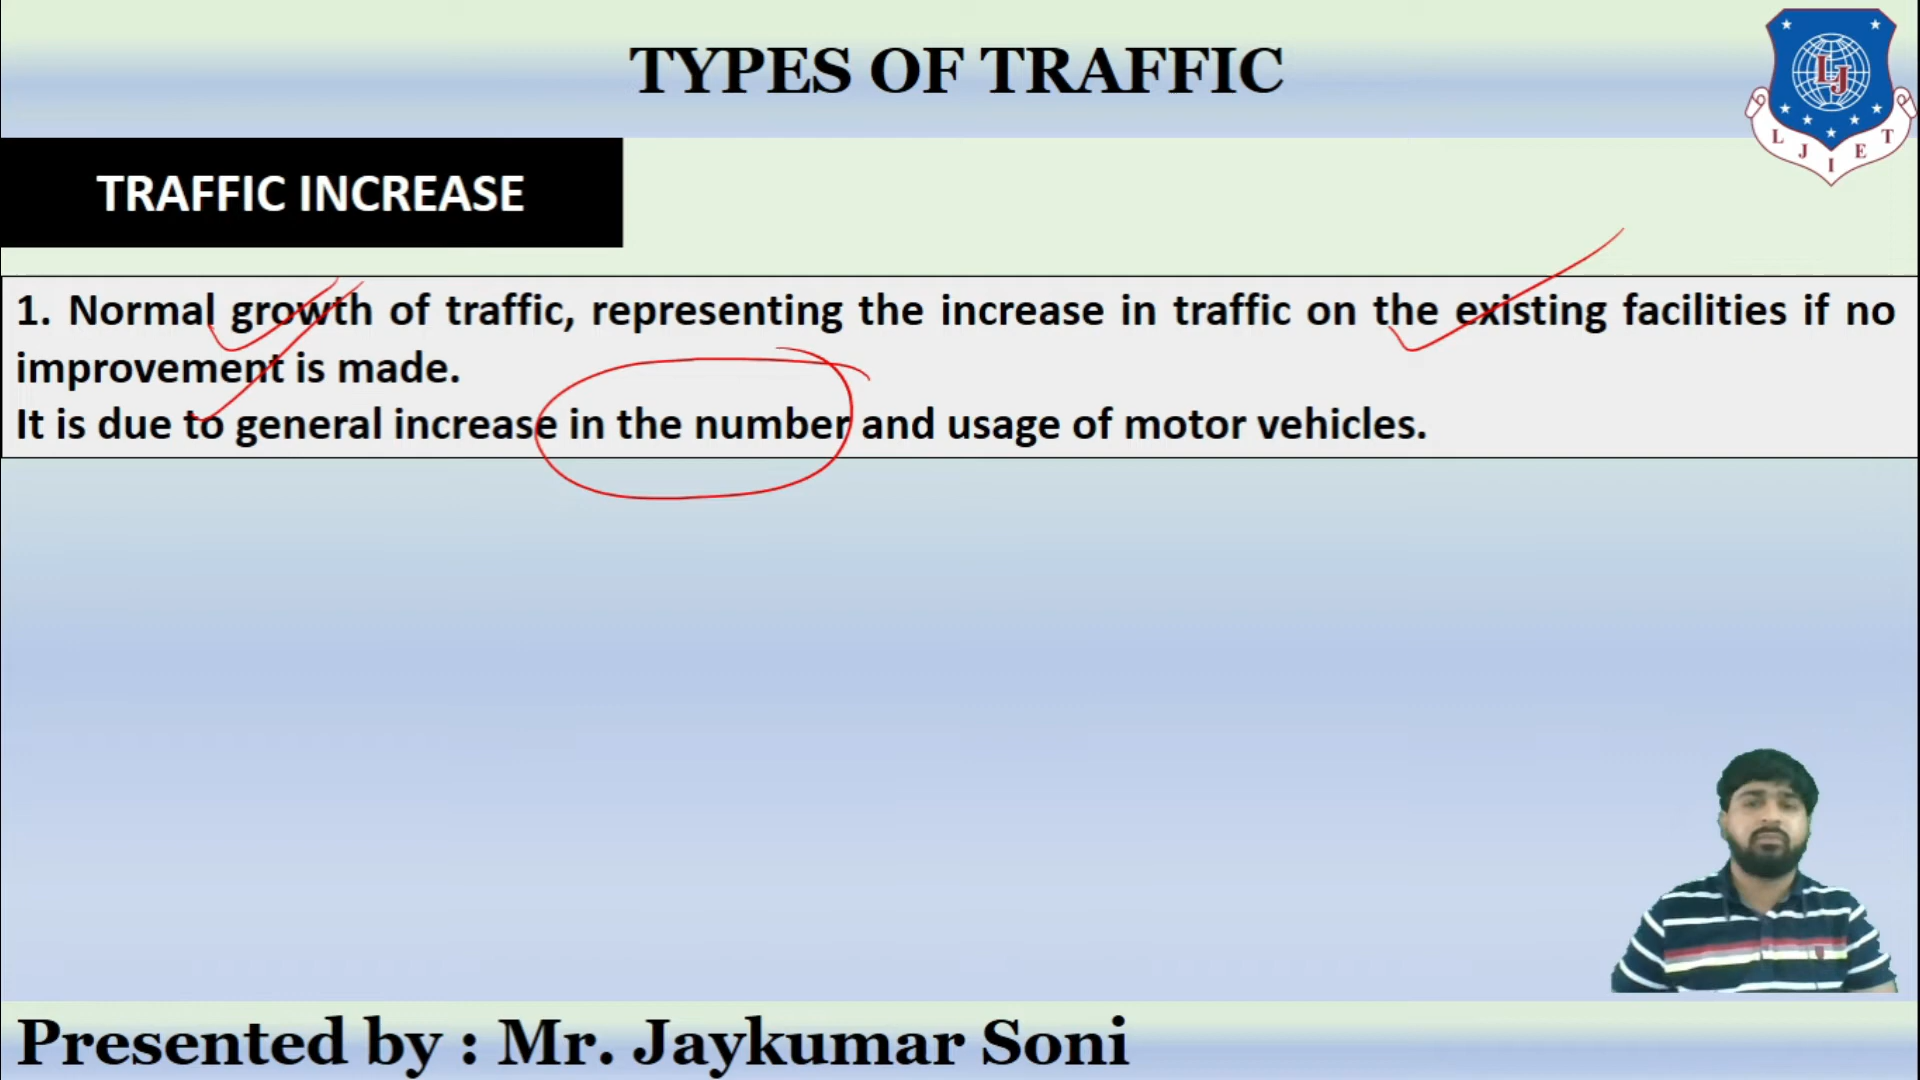 TYPES OF TRAFFIC
LJ
L J I E T
TRAFFIC INCREASE
1. Normal growth of traffic, representing the increase in traffic on the existing facilities if no
improvement is made.
It is due to general increase in the number and usage of motor vehicles.
Presented by : Mr. Jaykumar Soni